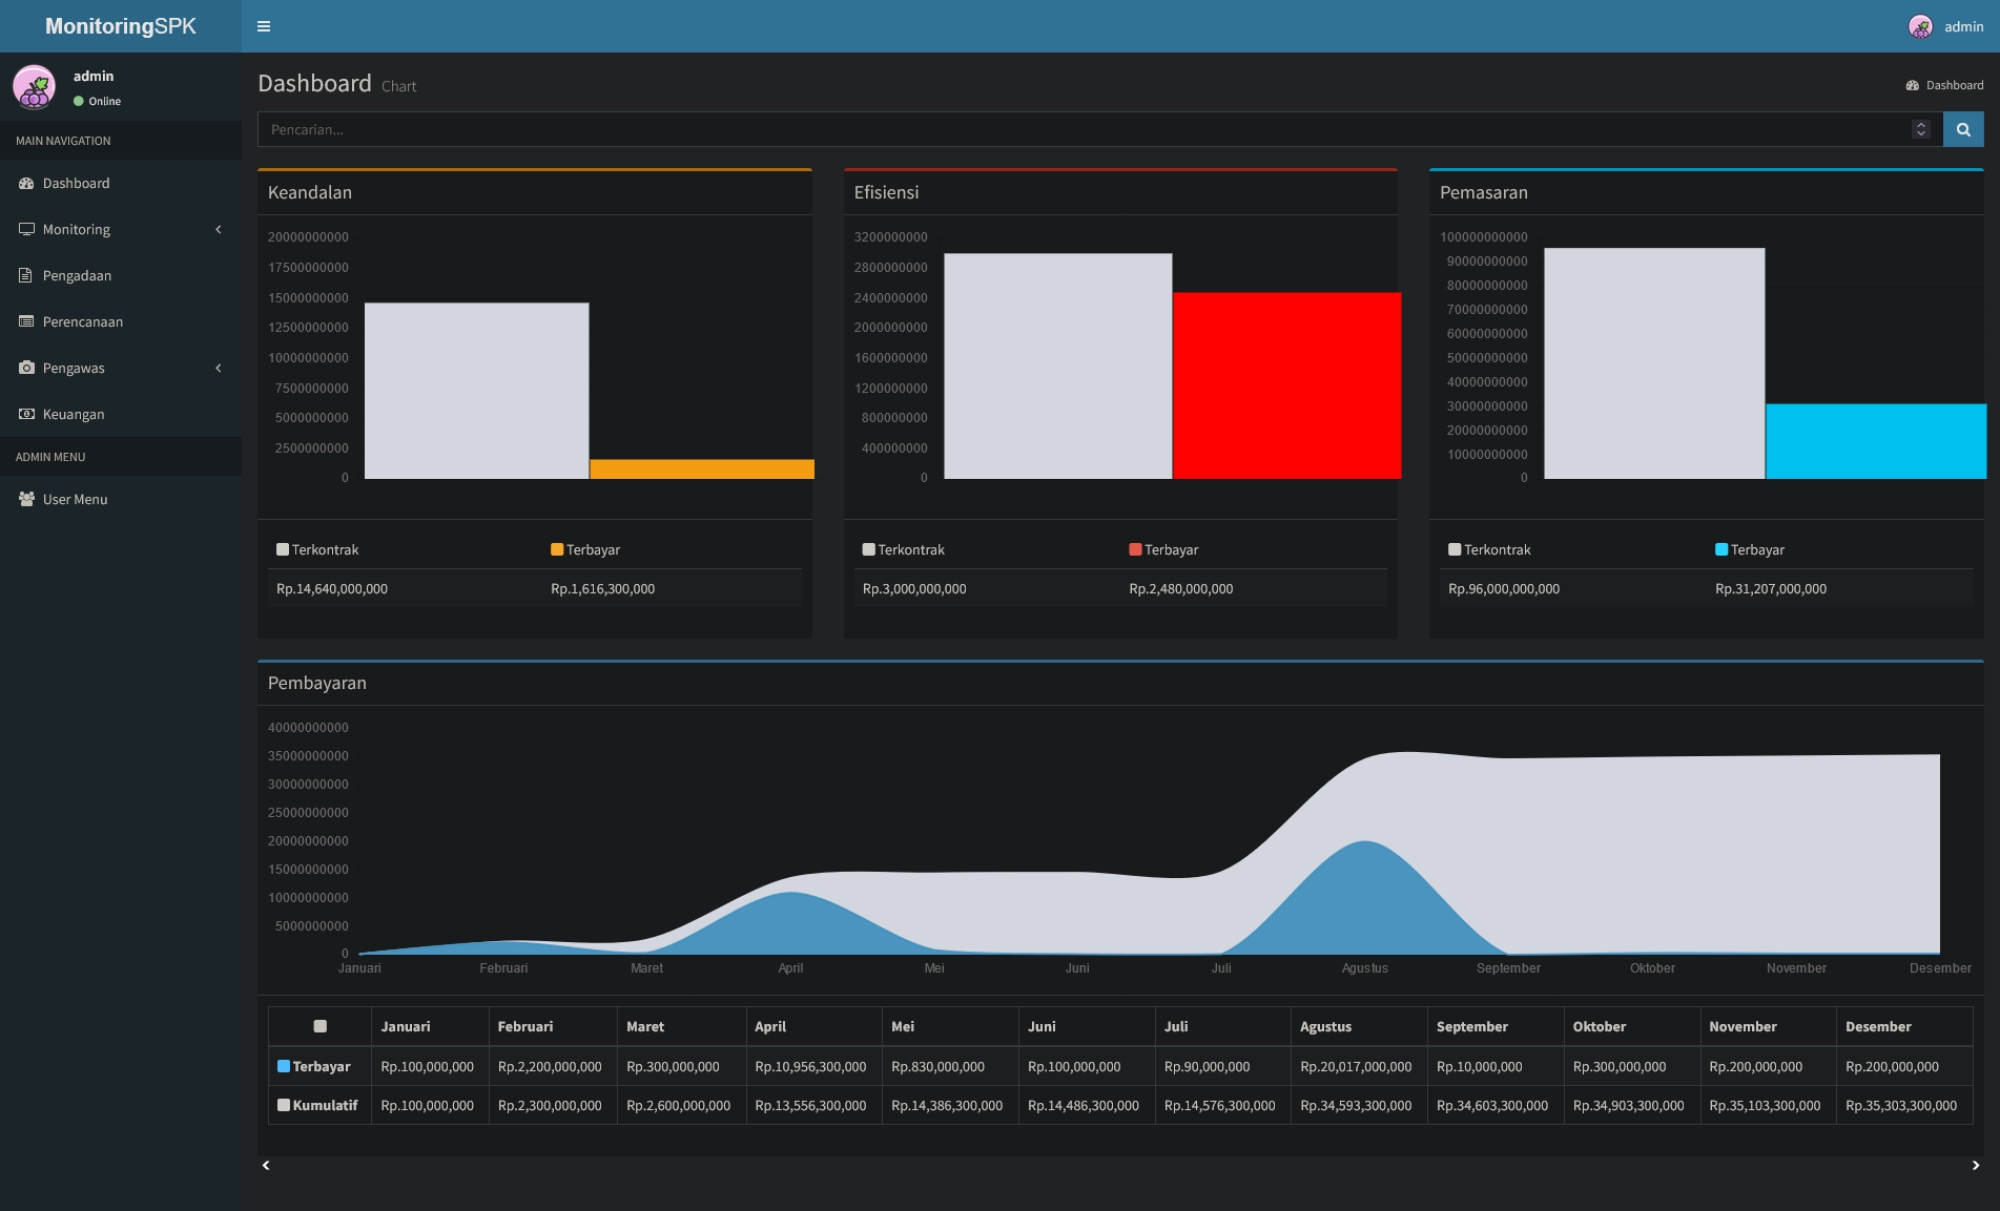 MonitoringSPK
admin
admin
Online
MAIN NAVIGATION
Dashboard
Monitoring
Pengadaan
Perencanaan
Pengawas
Keuangan
ADMIN MENU
User Menu
Dashboard Chart
Dashboard
Pencarian...
Keandalan
20000000000
17500000000
15000000000
12500000000
10000000000
7500000000
5000000000
2500000000
0
Terkontrak Terbayar
Rp.14,640,000,000 Rp.1,616,300,000
Efisiensi
3200000000
2800000000
2400000000
2000000000
1600000000
1200000000
800000000
400000000
0
Terkontrak Terbayar
Rp.3,000,000,000 Rp.2,480,000,000
Pemasaran
100000000000
90000000000
80000000000
70000000000
60000000000
50000000000
40000000000
30000000000
20000000000
10000000000
0
Terkontrak Terbayar
Rp.96,000,000,000 Rp.31,207,000,000
Pembayaran
40000000000
35000000000
30000000000
25000000000
20000000000
15000000000
10000000000
5000000000
0
Januari Februari Maret April Mei Juni Juli Agustus September Oktober November Desember
Januari Februari Maret April Mei Juni Juli Agustus September Oktober November Desember
Terbayar Rp.100,000,000 Rp.2,200,000,000 Rp.300,000,000 Rp.10,956,300,000 Rp.830,000,000 Rp.100,000,000 Rp.90,000,000 Rp.20,017,000,000 Rp.10,000,000 Rp.300,000,000 Rp.200,000,000 Rp.200,000,000
Kumulatif Rp.100,000,000 Rp.2,300,000,000 Rp.2,600,000,000 Rp.13,556,300,000 Rp.14,386,300,000 Rp.14,486,300,000 Rp.14,576,300,000 Rp.34,593,300,000 Rp.34,603,300,000 Rp.34,903,300,000 Rp.35,103,300,000 Rp.35,303,300,000